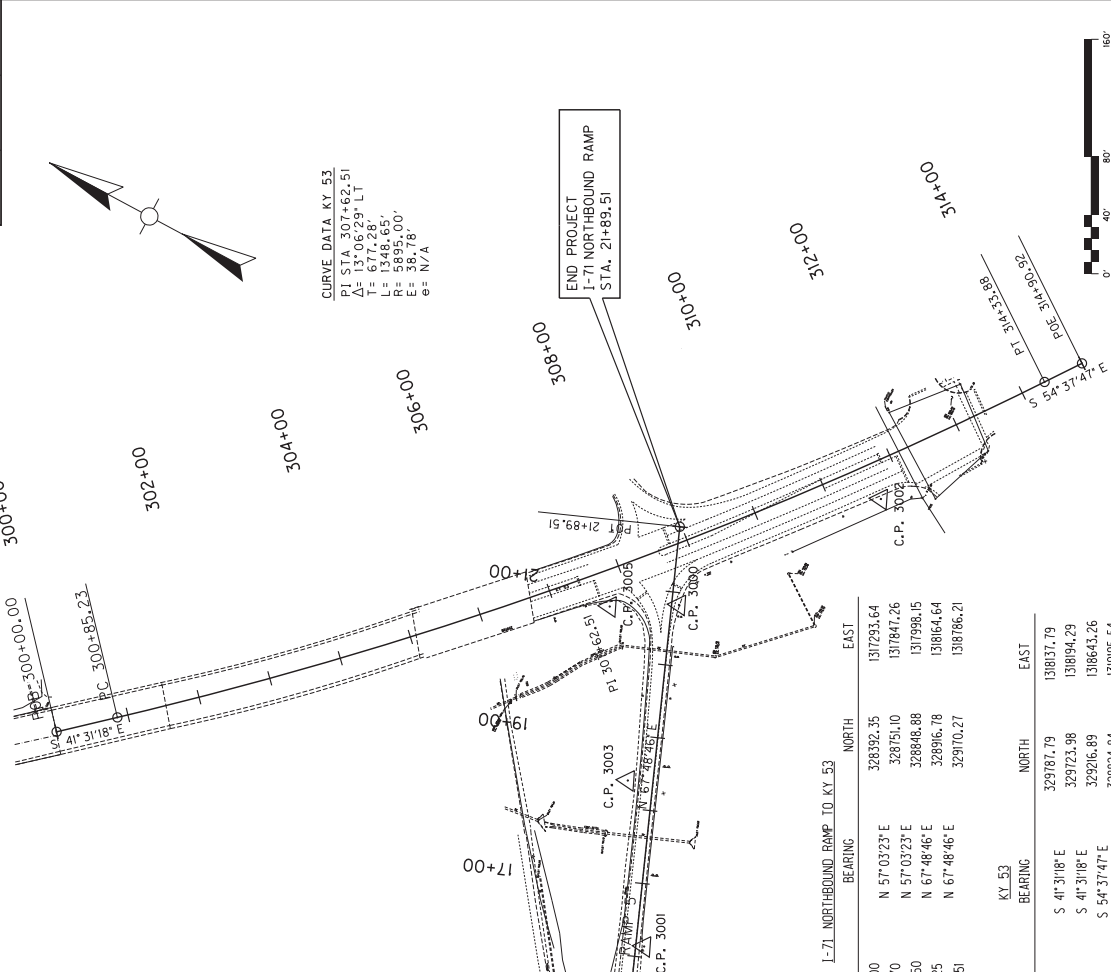 CURVE DATA KY 53
PI STA 307+62.51
Δ= 13°06'29" LT
T= 677.28'
L= 1348.65'
R= 5895.00'
E= 38.78'
e= N/A
END PROJECT
I-71 NORTHBOUND RAMP
STA. 21+89.51
300+00
302+00
304+00
306+00
308+00
310+00
312+00
314+00
300+00.00
PC 300+85.23
S 41°31'18" E
POT 21+89.51
21+00
19+00
17+00
C.P. 3005
C.P. 3000
C.P. 3002
C.P. 3003
C.P. 3001
N 67°48'46" E
RAMP 5
PT 314+33.88
POE 314+90.92
S 54°37'47" E
0' 40' 80' 160'
I-71 NORTHBOUND RAMP TO KY 53
BEARING NORTH EAST
328392.35 1317293.64
N 57°03'23" E 328751.10 1317847.26
N 57°03'23" E 328848.88 1317998.15
N 67°48'46" E 328916.78 1318164.64
N 67°48'46" E 329170.27 1318786.21
KY 53
BEARING NORTH EAST
329787.79 1318137.79
S 41°31'18" E 329723.98 1318194.29
S 41°31'18" E 329216.89 1318643.26
S 54°37'47" E